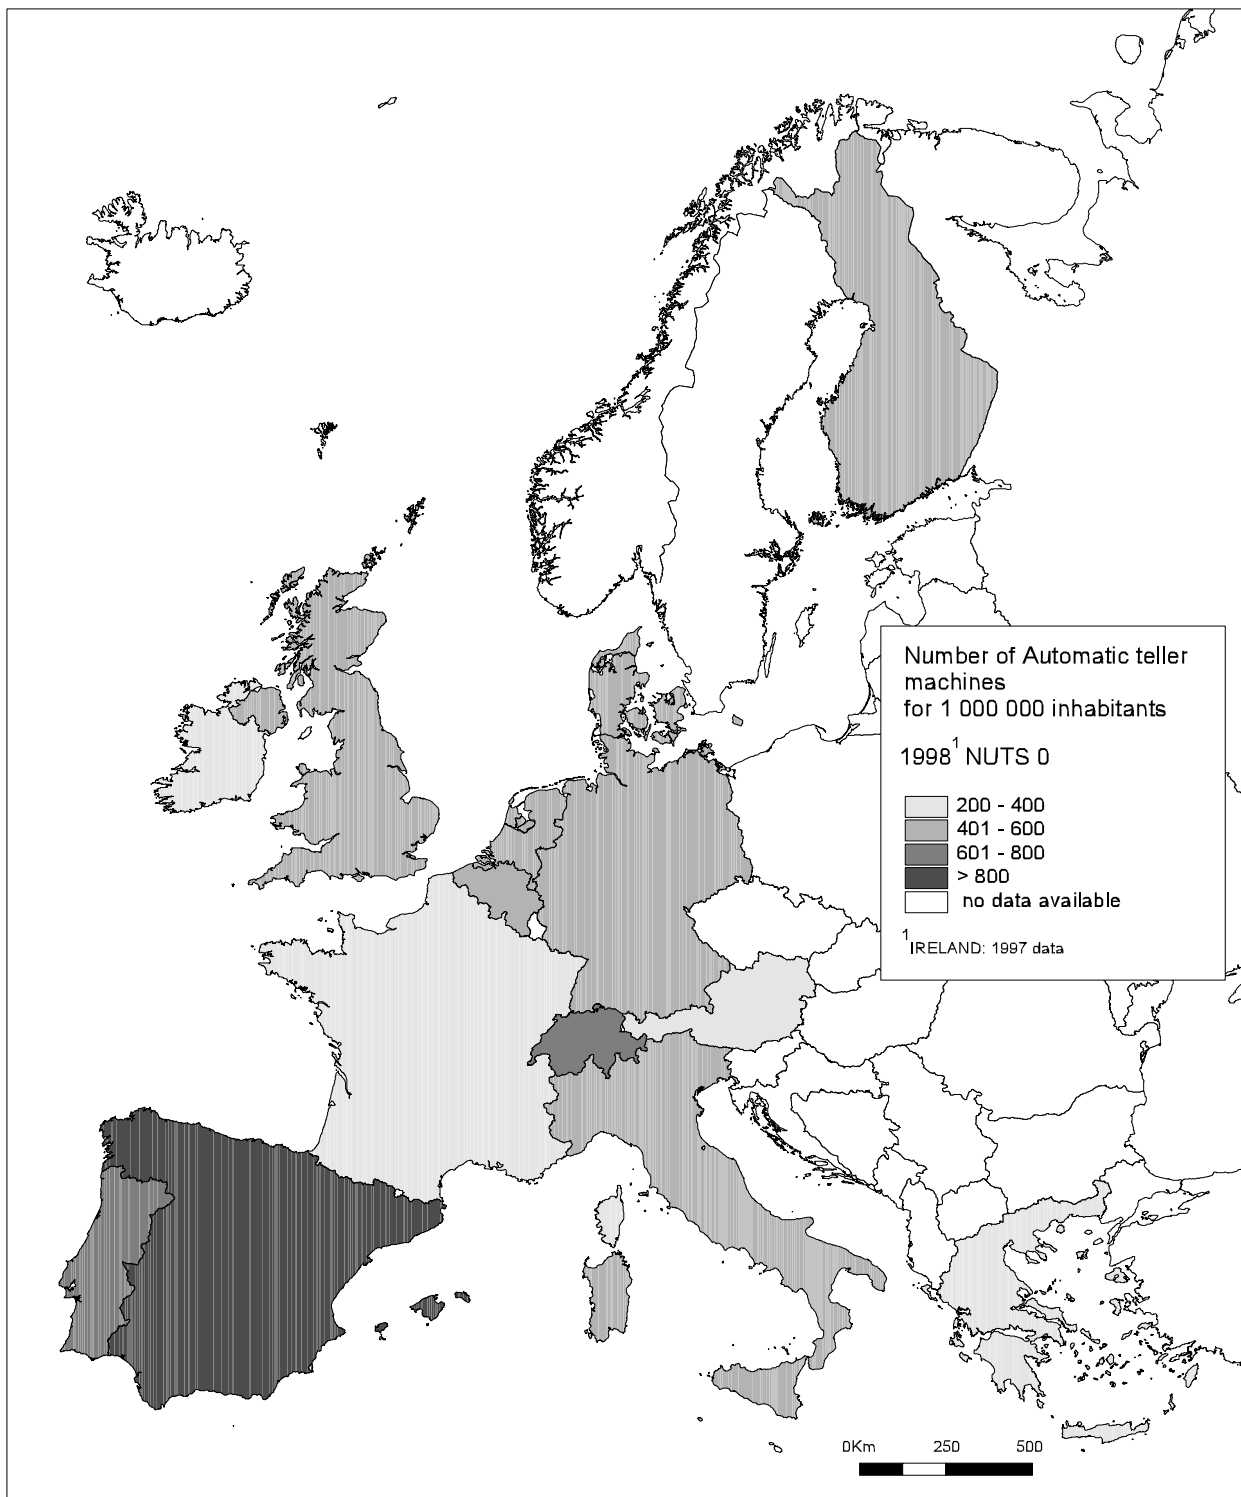 Number of Automatic teller
machines
for 1 000 000 inhabitants
1998¹ NUTS 0
200 - 400
401 - 600
601 - 800
> 800
no data available
¹IRELAND: 1997 data
0Km 250 500